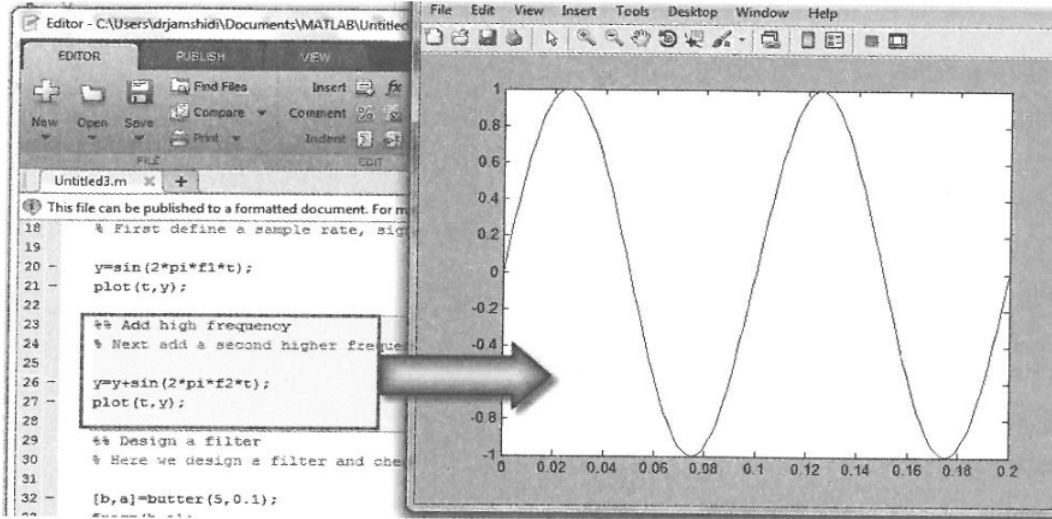 Editor - C:\Users\drjamshidi\Documents\MATLAB\Untitled
EDITOR PUBLISH VIEW
New Open Save
Find Files
Compare
Print
Insert fx
Comment
Indent
FILE EDIT
Untitled3.m
This file can be published to a formatted document. For
18 % First define a sample rate, sig
19
20 - y=sin(2*pi*f1*t);
21 - plot(t,y);
22
23 %% Add high frequency
24 % Next add a second higher freque
25
26 - y=y+sin(2*pi*f2*t);
27 - plot(t,y);
28
29 %% Design a filter
30 % Here we design a filter and che
31
32 - [b,a]=butter(5,0.1);
File Edit View Insert Tools Desktop Window Help
1
0.8
0.6
0.4
0.2
0
-0.2
-0.4
-0.8
-1
0 0.02 0.04 0.06 0.08 0.1 0.12 0.14 0.16 0.18 0.2